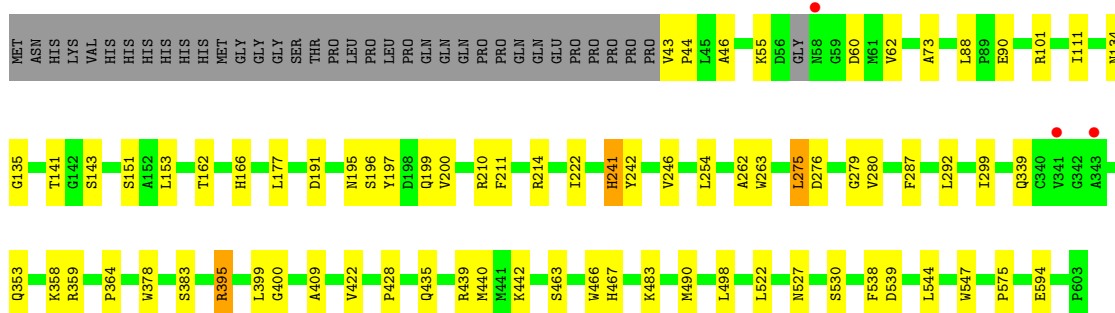 MET ASN HIS LYS VAL HIS HIS HIS HIS HIS HIS MET GLY GLY GLY SER THR PRO LEU PRO LEU PRO GLN GLN GLN PRO PRO GLN GLN GLU PRO PRO PRO PRO PRO V43 P44 L45 A46 K55 D56 GLY N58 G59 D60 M61 V62 A73 L88 P89 E90 R101 I111 N134
G135 T141 G142 S143 S151 A152 L153 T162 H166 L177 D191 N195 S196 Y197 D198 Q199 V200 R210 F211 R214 I222 H241 Y242 V246 L254 A262 W263 L275 D276 G279 V280 F287 L292 I299 Q339 C340 V341 G342 A343
Q353 K358 R359 P364 W378 S383 R395 L399 G400 A409 V422 P428 Q435 R439 M440 M441 K442 S463 W466 H467 K483 M490 L498 L522 N527 S530 F538 D539 L544 W547 P575 E594 P603